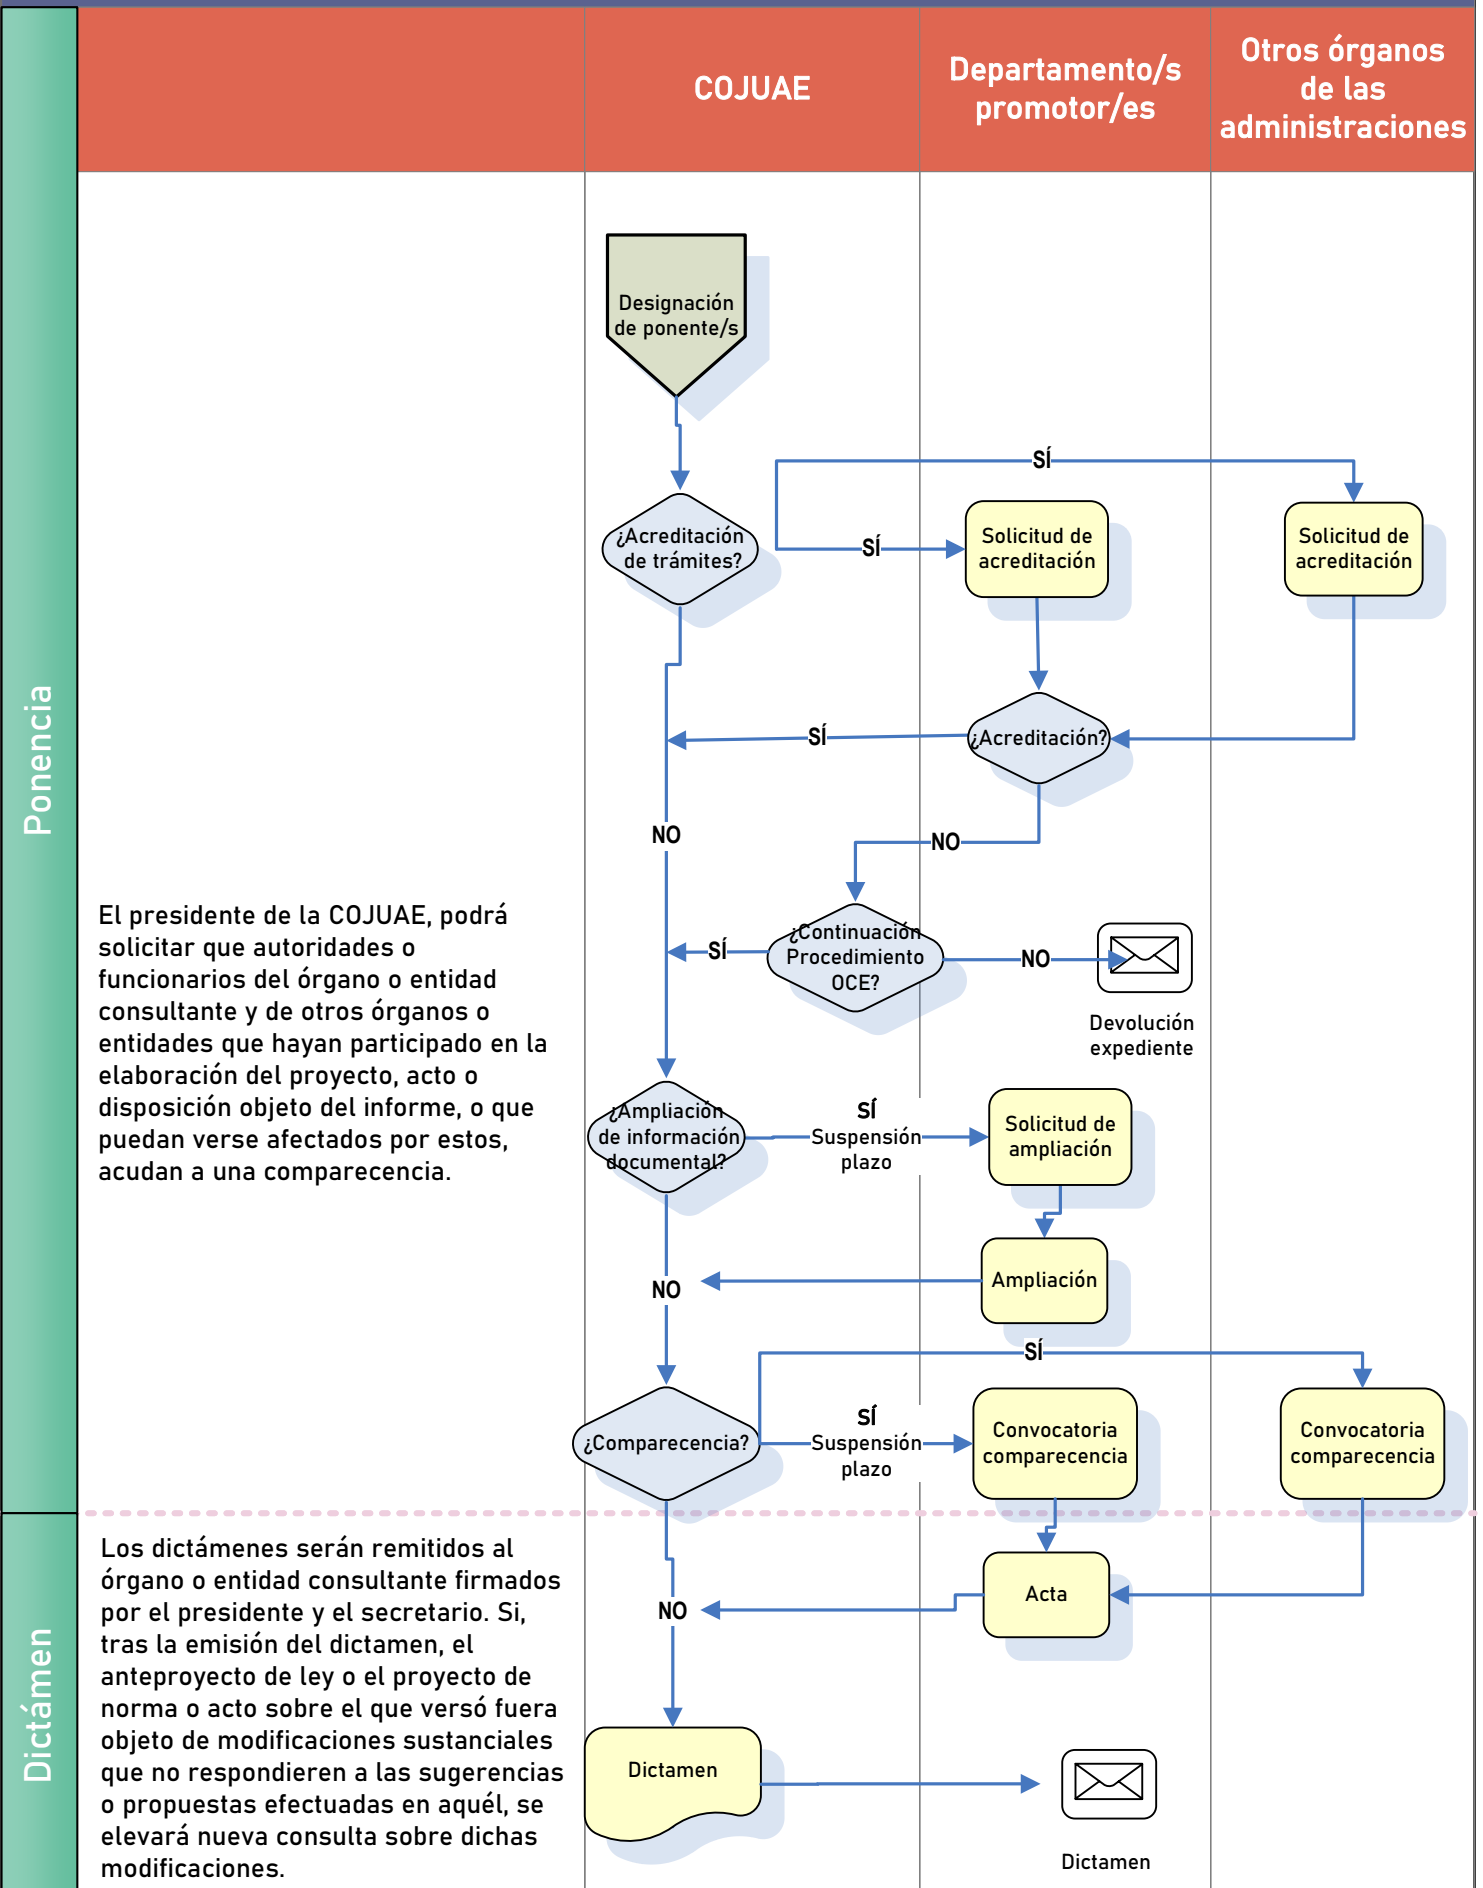 COJUAE
Departamento/s
promotor/es
Otros órganos
de las
administraciones
Ponencia
Designación
de ponente/s
SÍ
¿Acreditación
de trámites?
SÍ
Solicitud de
acreditación
Solicitud de
acreditación
SÍ
¿Acreditación?
NO
NO
El presidente de la COJUAE, podrá
solicitar que autoridades o
funcionarios del órgano o entidad
consultante y de otros órganos o
entidades que hayan participado en la
elaboración del proyecto, acto o
disposición objeto del informe, o que
puedan verse afectados por estos,
acudan a una comparecencia.
SÍ
¿Continuación
Procedimiento
OCE?
NO
Devolución
expediente
¿Ampliación
de información
documental?
SÍ
Suspensión
plazo
Solicitud de
ampliación
NO
Ampliación
SÍ
¿Comparecencia?
SÍ
Suspensión
plazo
Convocatoria
comparecencia
Convocatoria
comparecencia
Dictámen
Los dictámenes serán remitidos al
órgano o entidad consultante firmados
por el presidente y el secretario. Si,
tras la emisión del dictamen, el
anteproyecto de ley o el proyecto de
norma o acto sobre el que versó fuera
objeto de modificaciones sustanciales
que no respondieren a las sugerencias
o propuestas efectuadas en aquél, se
elevará nueva consulta sobre dichas
modificaciones.
NO
Acta
Dictamen
Dictamen